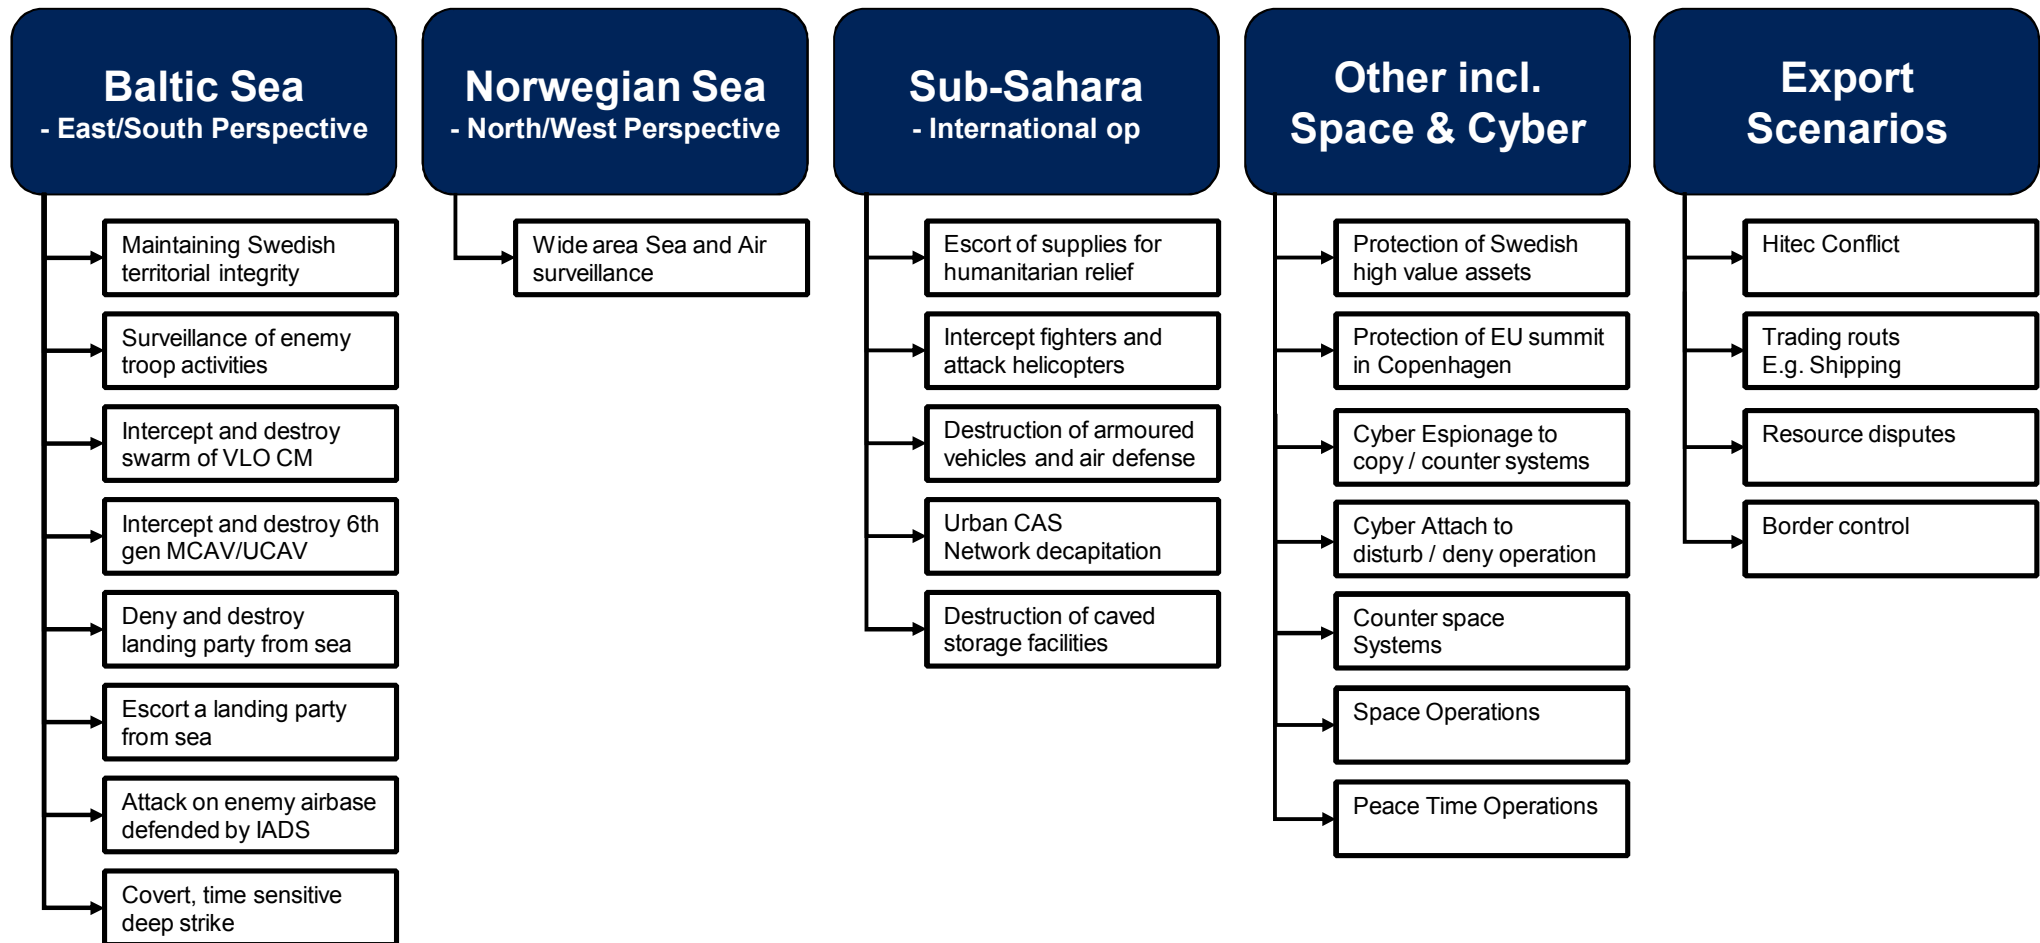 Baltic Sea
- East/South Perspective
Maintaining Swedish
territorial integrity
Surveillance of enemy
troop activities
Intercept and destroy
swarm of VLO CM
Intercept and destroy 6th
gen MCAV/UCAV
Deny and destroy
landing party from sea
Escort a landing party
from sea
Attack on enemy airbase
defended by IADS
Covert, time sensitive
deep strike
Norwegian Sea
- North/West Perspective
Wide area Sea and Air
surveillance
Sub-Sahara
- International op
Escort of supplies for
humanitarian relief
Intercept fighters and
attack helicopters
Destruction of armoured
vehicles and air defense
Urban CAS
Network decapitation
Destruction of caved
storage facilities
Other incl.
Space & Cyber
Protection of Swedish
high value assets
Protection of EU summit
in Copenhagen
Cyber Espionage to
copy / counter systems
Cyber Attach to
disturb / deny operation
Counter space
Systems
Space Operations
Peace Time Operations
Export
Scenarios
Hitec Conflict
Trading routs
E.g. Shipping
Resource disputes
Border control